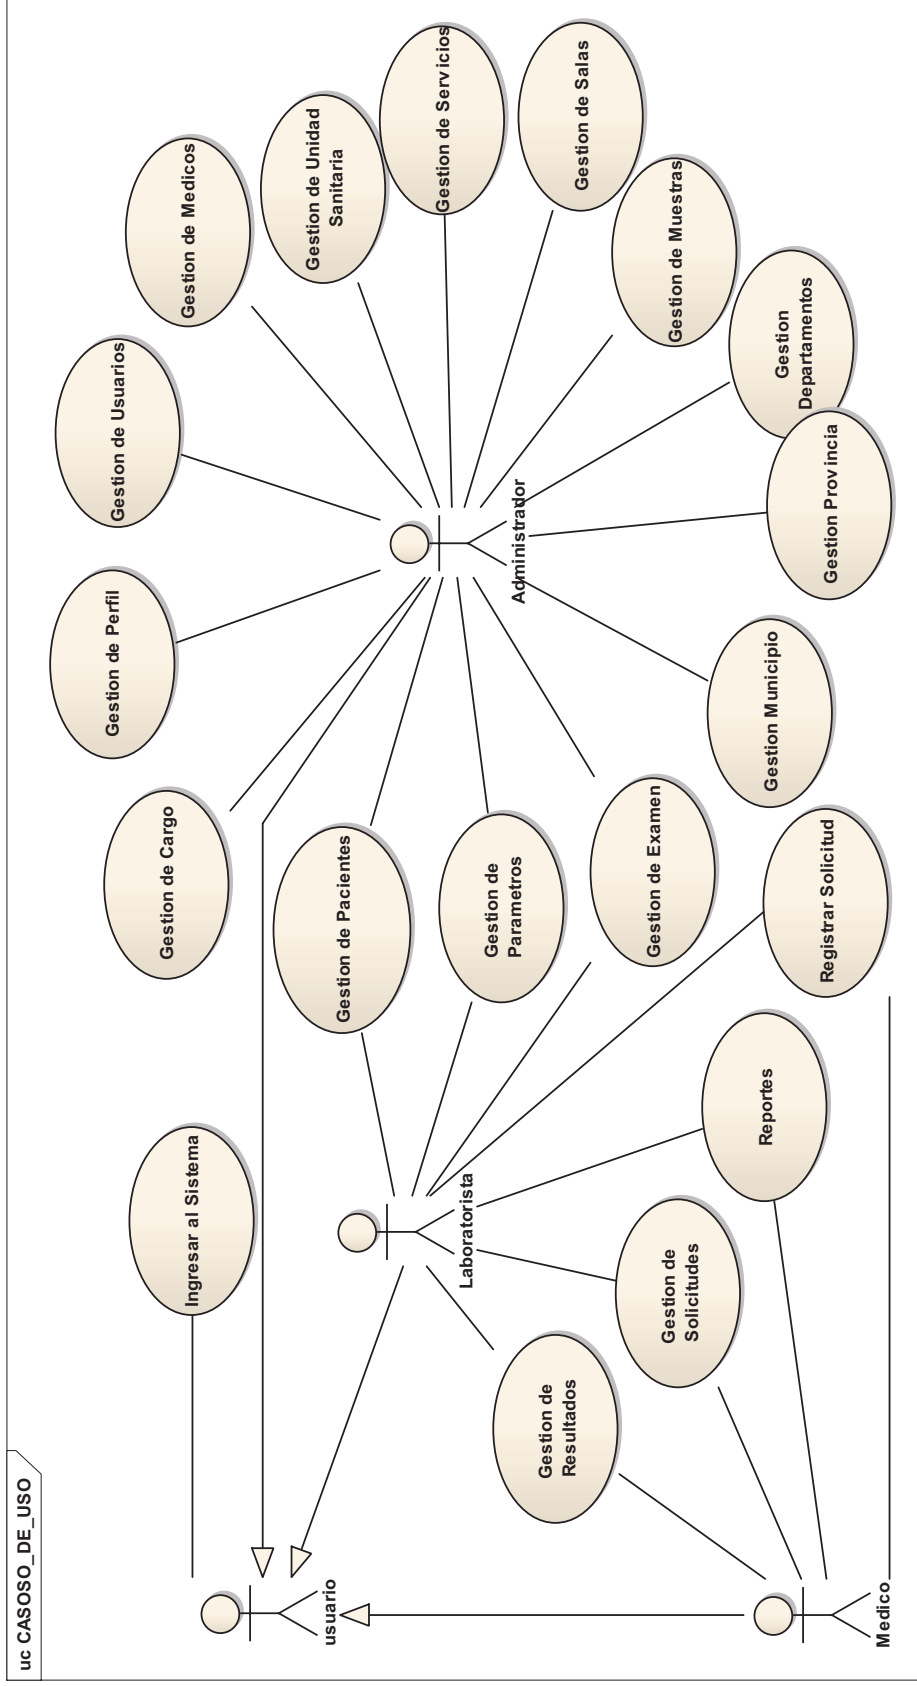 uc CASOSO_DE_USO
usuario
Medico
Ingresar al Sistema
Laboratorista
Gestion de
Resultados
Gestion de
Solicitudes
Reportes
Registrar Solicitud
Gestion de Cargo
Gestion de Pacientes
Gestion de
Parametros
Gestion de Examen
Gestion Municipio
Gestion de Perfil
Administrador
Gestion Provincia
Gestion de Usuarios
Gestion de Medicos
Gestion de Unidad
Sanitaria
Gestion de Servicios
Gestion de Salas
Gestion de Muestras
Gestion
Departamentos